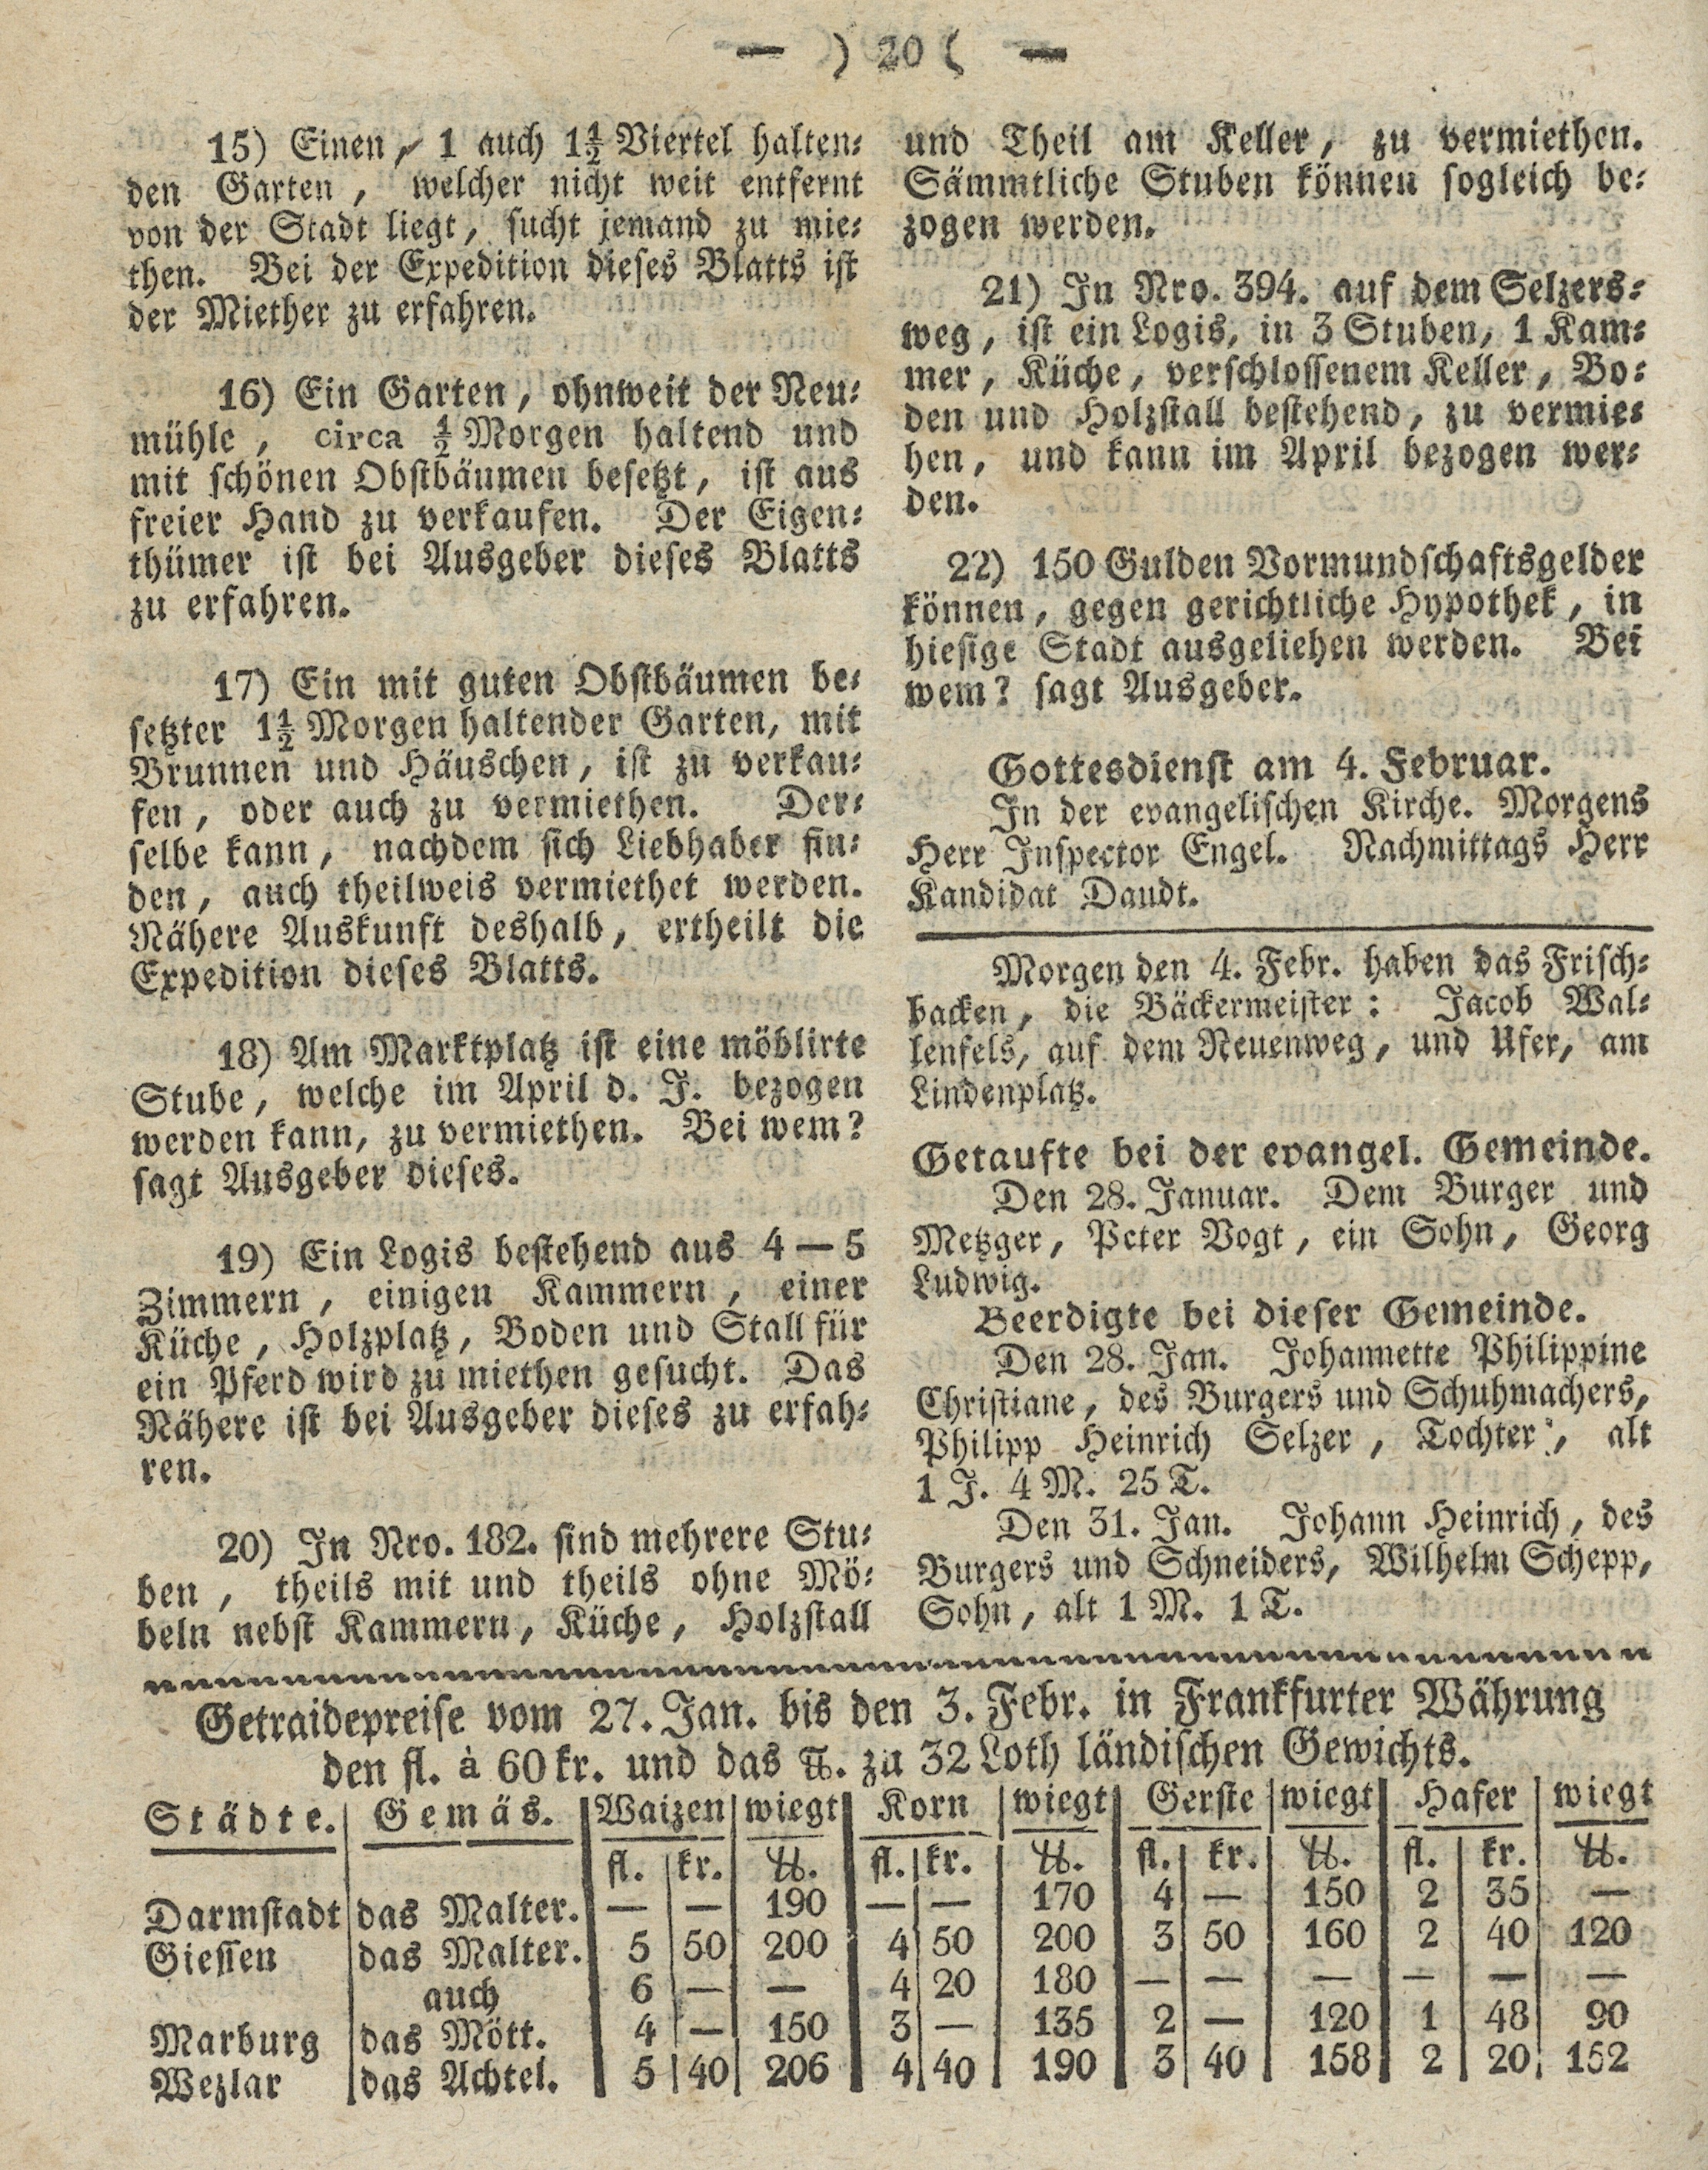 — ) 20 ( —
15) Einen, 1 auch 1½ Viertel halten-
den Garten, welcher nicht weit entfernt
von der Stadt liegt, sucht jemand zu mie-
then. Bei der Expedition dieses Blatts ist
der Miether zu erfahren.
16) Ein Garten, ohnweit der Neu-
mühle, circa ½ Morgen haltend und
mit schönen Obstbäumen besetzt, ist aus
freier Hand zu verkaufen. Der Eigen-
thümer ist bei Ausgeber dieses Blatts
zu erfahren.
17) Ein mit guten Obstbäumen be-
setzter 1½ Morgen haltender Garten, mit
Brunnen und Häuschen, ist zu verkau-
fen, oder auch zu vermiethen. Der-
selbe kann, nachdem sich Liebhaber fin-
den, auch theilweis vermiethet werden.
Nähere Auskunft deshalb, ertheilt die
Expedition dieses Blatts.
18) Am Marktplatz ist eine möblirte
Stube, welche im April d. J. bezogen
werden kann, zu vermiethen. Bei wem?
sagt Ausgeber dieses.
19) Ein Logis bestehend aus 4 — 5
Zimmern, einigen Kammern, einer
Küche, Holzplatz, Boden und Stall für
ein Pferd wird zu miethen gesucht. Das
Nähere ist bei Ausgeber dieses zu erfah-
ren.
20) In Nro. 182. sind mehrere Stu-
ben, theils mit und theils ohne Mö-
beln nebst Kammern, Küche, Holzstall
und Theil am Keller, zu vermiethen.
Sämmtliche Stuben können sogleich be-
zogen werden.
21) In Nro. 394. auf dem Selzers-
weg, ist ein Logis, in 3 Stuben, 1 Kam-
mer, Küche, verschlossenem Keller, Bo-
den und Holzstall bestehend, zu vermie-
hen, und kann im April bezogen wer-
den.
22) 150 Gulden Vormundschaftsgelder
können, gegen gerichtliche Hypothek, in
hiesige Stadt ausgeliehen werden. Bei
wem? sagt Ausgeber.
Gottesdienst am 4. Februar.
In der evangelischen Kirche. Morgens
Herr Inspector Engel. Nachmittags Herr
Kandidat Daudt.
Morgen den 4. Febr. haben das Frisch-
backen, die Bäckermeister: Jacob Wal-
lenfels, auf dem Neuenweg, und Ufer, am
Lindenplatz.
Getaufte bei der evangel. Gemeinde.
Den 28. Januar. Dem Burger und
Metzger, Peter Vogt, ein Sohn, Georg
Ludwig.
Beerdigte bei dieser Gemeinde.
Den 28. Jan. Johannette Philippine
Christiane, des Burgers und Schuhmachers,
Philipp Heinrich Selzer, Tochter, alt
1 J. 4 M. 25 T.
Den 31. Jan. Johann Heinrich, des
Burgers und Schneiders, Wilhelm Schepp,
Sohn, alt 1 M. 1 T.
Getraidepreise vom 27. Jan. bis den 3. Febr. in Frankfurter Währung
den fl. à 60 kr. und das ℔. zu 32 Loth ländischen Gewichts.
Städte. Gemäs. Waizen wiegt Korn wiegt Gerste wiegt Hafer wiegt
fl. kr. ℔. fl. kr. ℔. fl. kr. ℔. fl. kr. ℔.
Darmstadt das Malter. — — 190 — — 170 4 — 150 2 35 —
Giessen das Malter. 5 50 200 4 50 200 3 50 160 2 40 120
auch 6 — — 4 20 180 — — — — — —
Marburg das Mött. 4 — 150 3 — 135 2 — 120 1 48 90
Wezlar das Achtel. 5 40 206 4 40 190 3 40 158 2 20 152